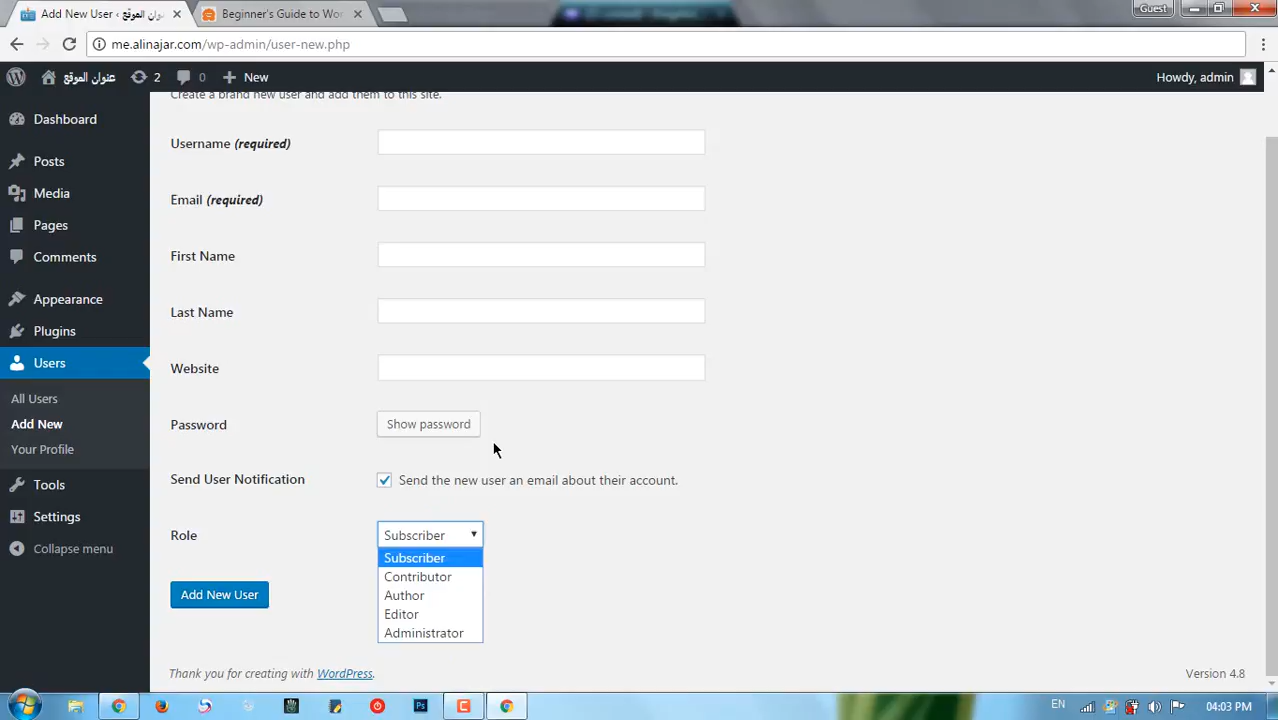 Add New User ‹ عنوان الموقع
Beginner's Guide to Wor
Guest
me.alinajar.com/wp-admin/user-new.php
عنوان الموقع
2
0
New
Howdy, admin
Create a brand new user and add them to this site.
Dashboard
Posts
Media
Pages
Comments
Appearance
Plugins
Users
All Users
Add New
Your Profile
Tools
Settings
Collapse menu
Username (required)
Email (required)
First Name
Last Name
Website
Password
Show password
Send User Notification
Send the new user an email about their account.
Role
Subscriber
Subscriber
Contributor
Author
Editor
Administrator
Add New User
Thank you for creating with WordPress.
Version 4.8
Ps
EN
04:03 PM